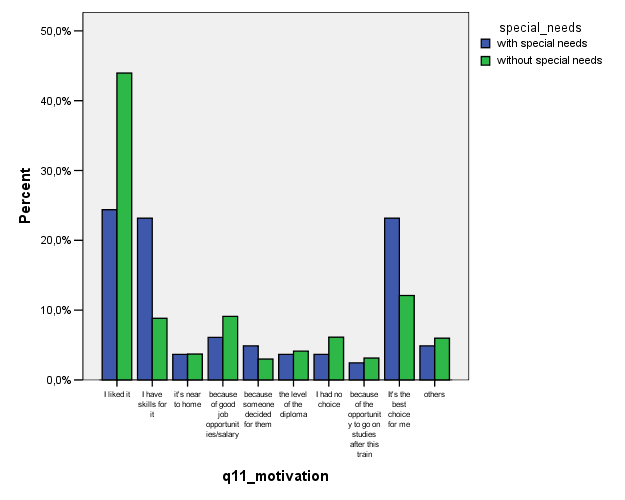 special_needs
with special needs
without special needs
50,0%
40,0%
30,0%
20,0%
10,0%
0,0%
Percent
I liked it
I have
skills for
it
it's near
to home
because
of good
job
opportunit
ies/salary
because
someone
decided
for them
the level
of the
diploma
I had no
choice
because
of the
opportunit
y to go on
studies
after this
train
It's the
best
choice
for me
others
q11_motivation